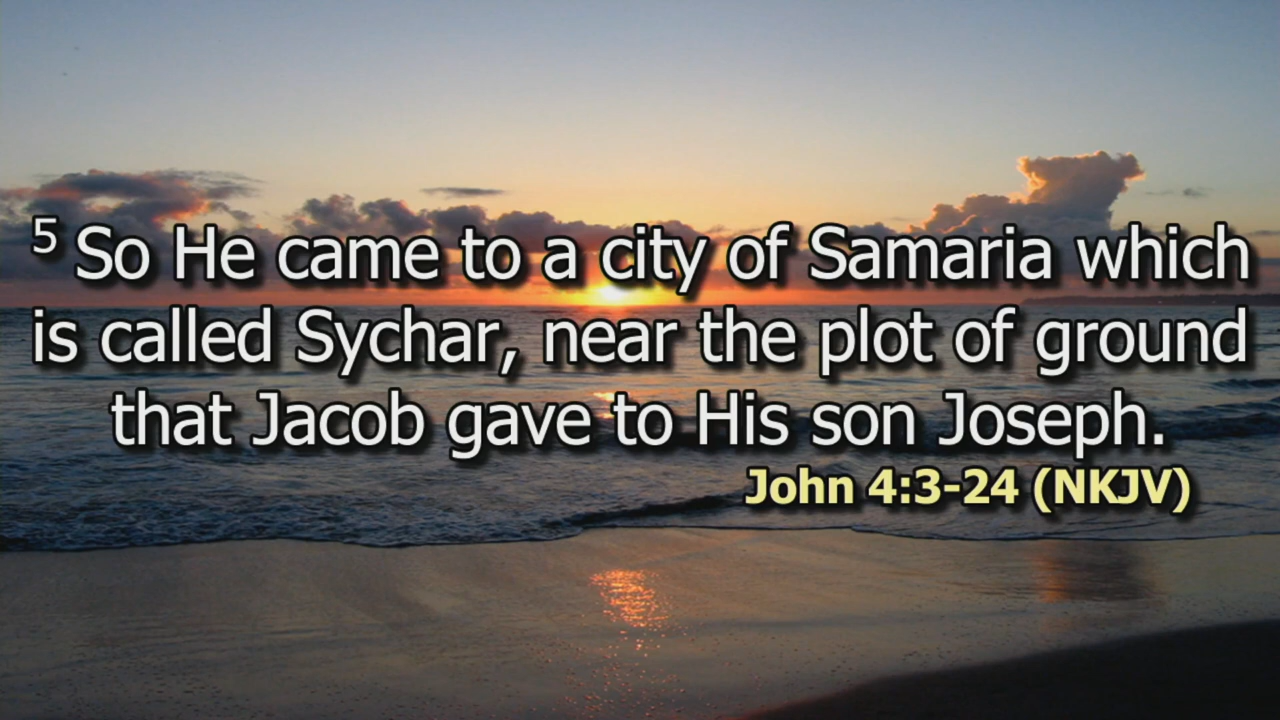 5 So He came to a city of Samaria which
is called Sychar, near the plot of ground
that Jacob gave to His son Joseph.
John 4:3-24 (NKJV)